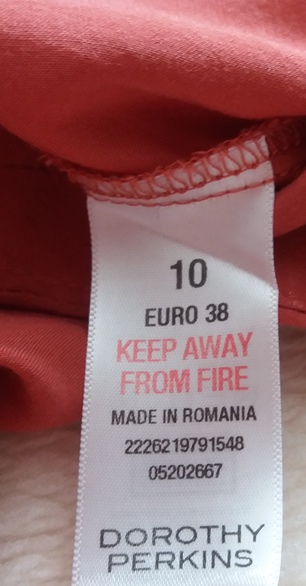 10
EURO 38
KEEP AWAY
FROM FIRE
MADE IN ROMANIA
2226219791548
05202667
DOROTHY
PERKINS